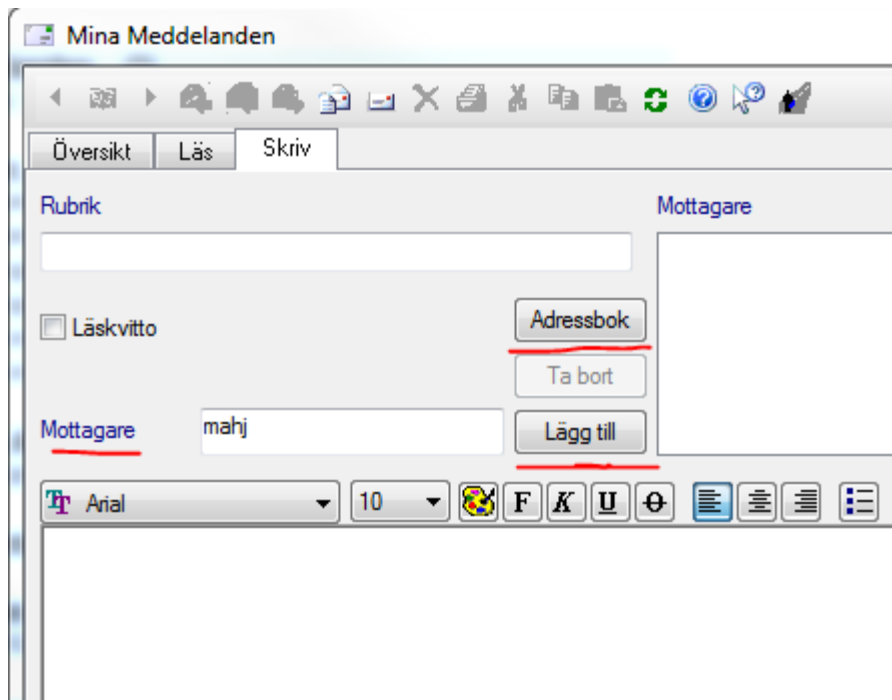 Mina Meddelanden
Översikt Läs Skriv
Rubrik Mottagare
Läskvitto Adressbok
Ta bort
Mottagare mahj Lägg till
Arial 10 F K U O